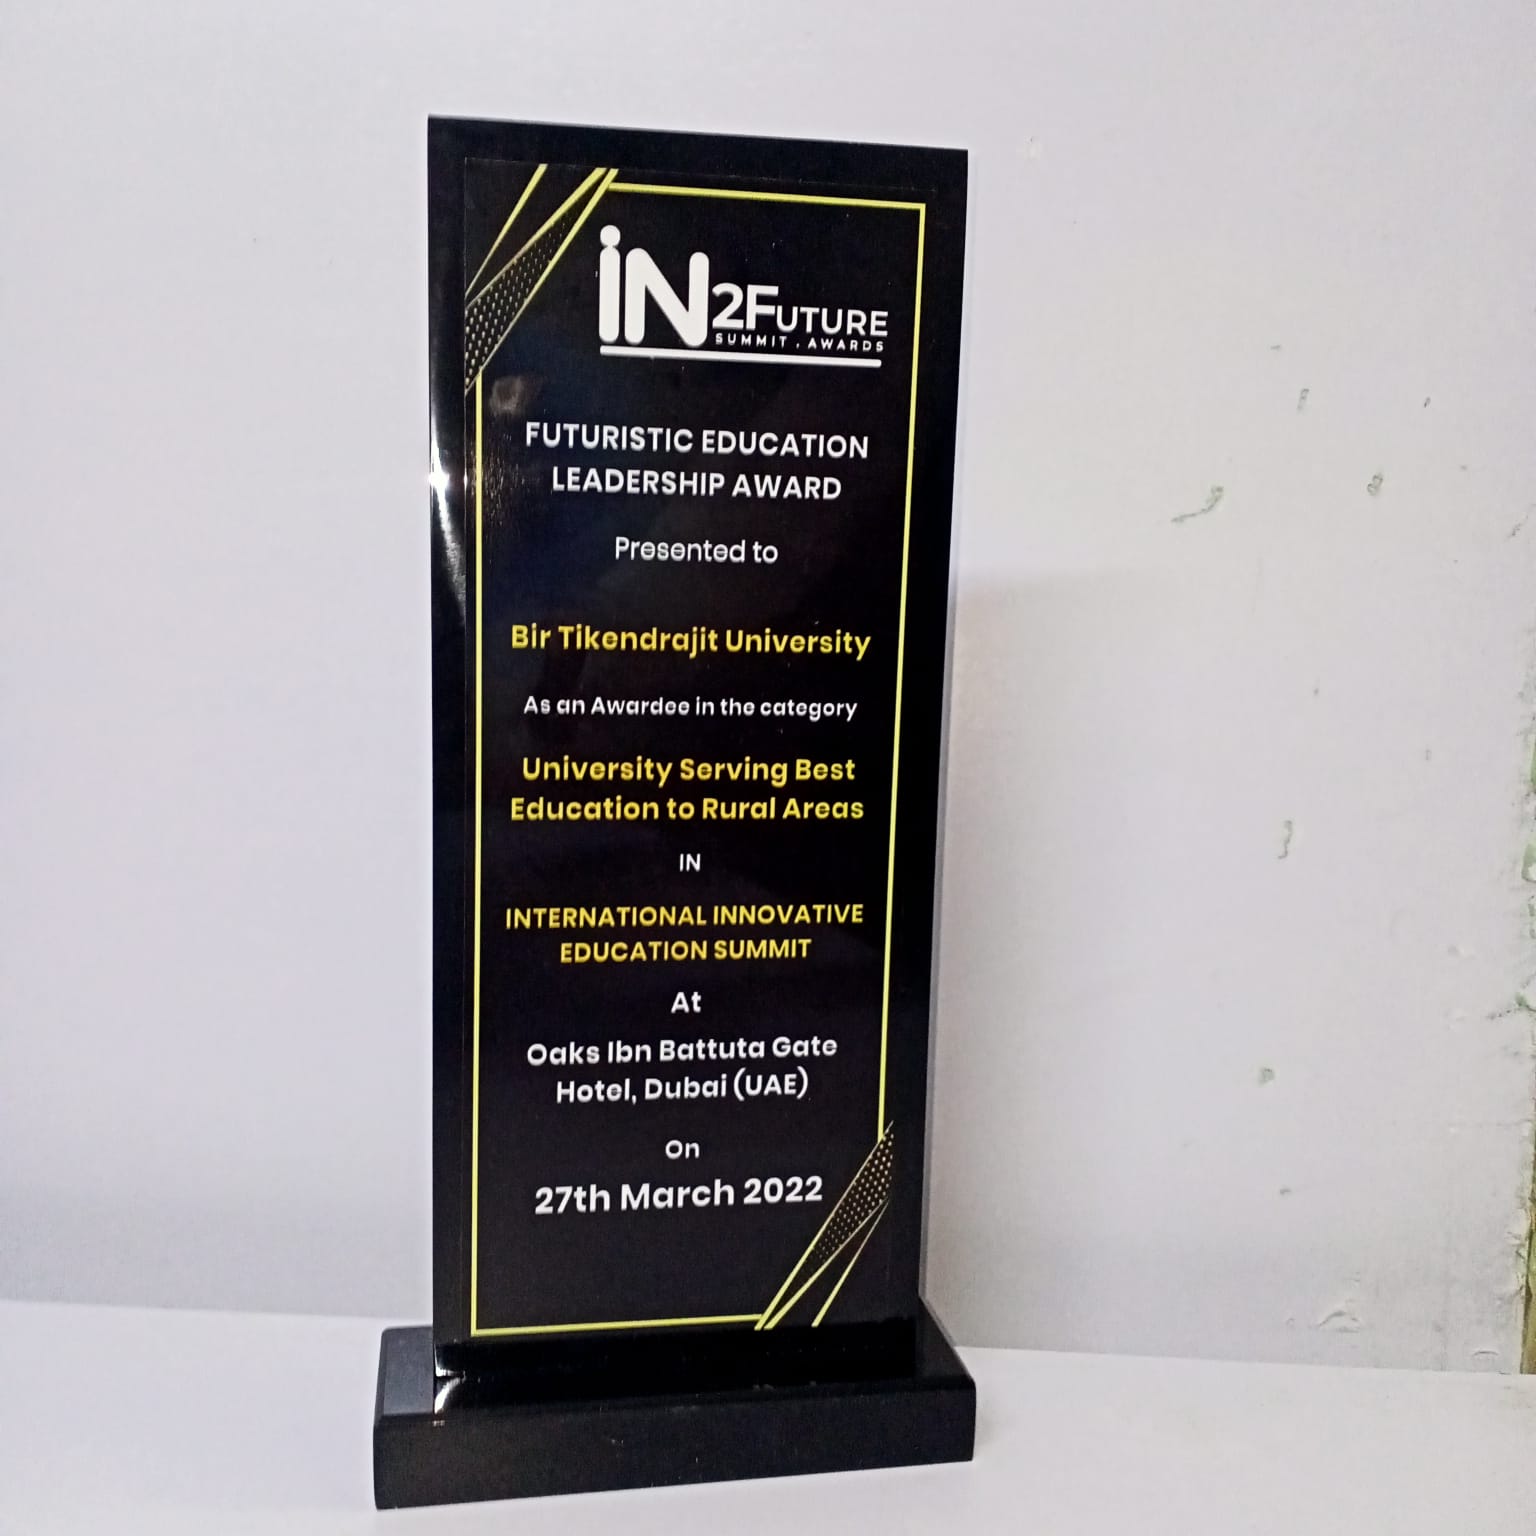 iN2FUTURE
SUMMIT . AWARDS
FUTURISTIC EDUCATION
LEADERSHIP AWARD
Presented to
Bir Tikendrajit University
As an Awardee in the category
University Serving Best
Education to Rural Areas
IN
INTERNATIONAL INNOVATIVE
EDUCATION SUMMIT
At
Oaks Ibn Battuta Gate
Hotel, Dubai (UAE)
On
27th March 2022